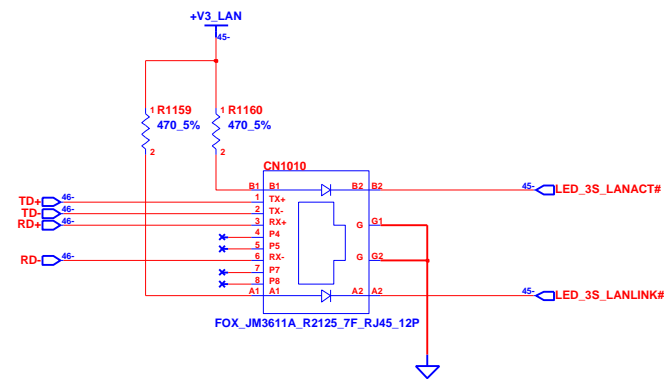 +V3_LAN
45-
1 R1159
470_5%
2
1 R1160
470_5%
2
CN1010
B1 B1 B2 B2
45- LED_3S_LANACT#
TD+ 46- 1 TX+
TD- 46- 2 TX-
RD+ 46- 3 RX+
G G1
4 P4
5 P5
RD- 46- 6 RX-
G G2
7 P7
8 P8
A1 A1 A2 A2
45- LED_3S_LANLINK#
FOX_JM3611A_R2125_7F_RJ45_12P